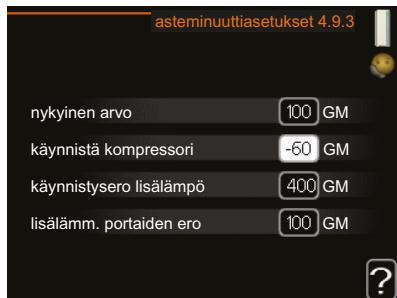 asteminuuttiasetukset 4.9.3
nykyinen arvo 100 GM
käynnistä kompressori -60 GM
käynnistysero lisälämpö 400 GM
lisälämm. portaiden ero 100 GM
?